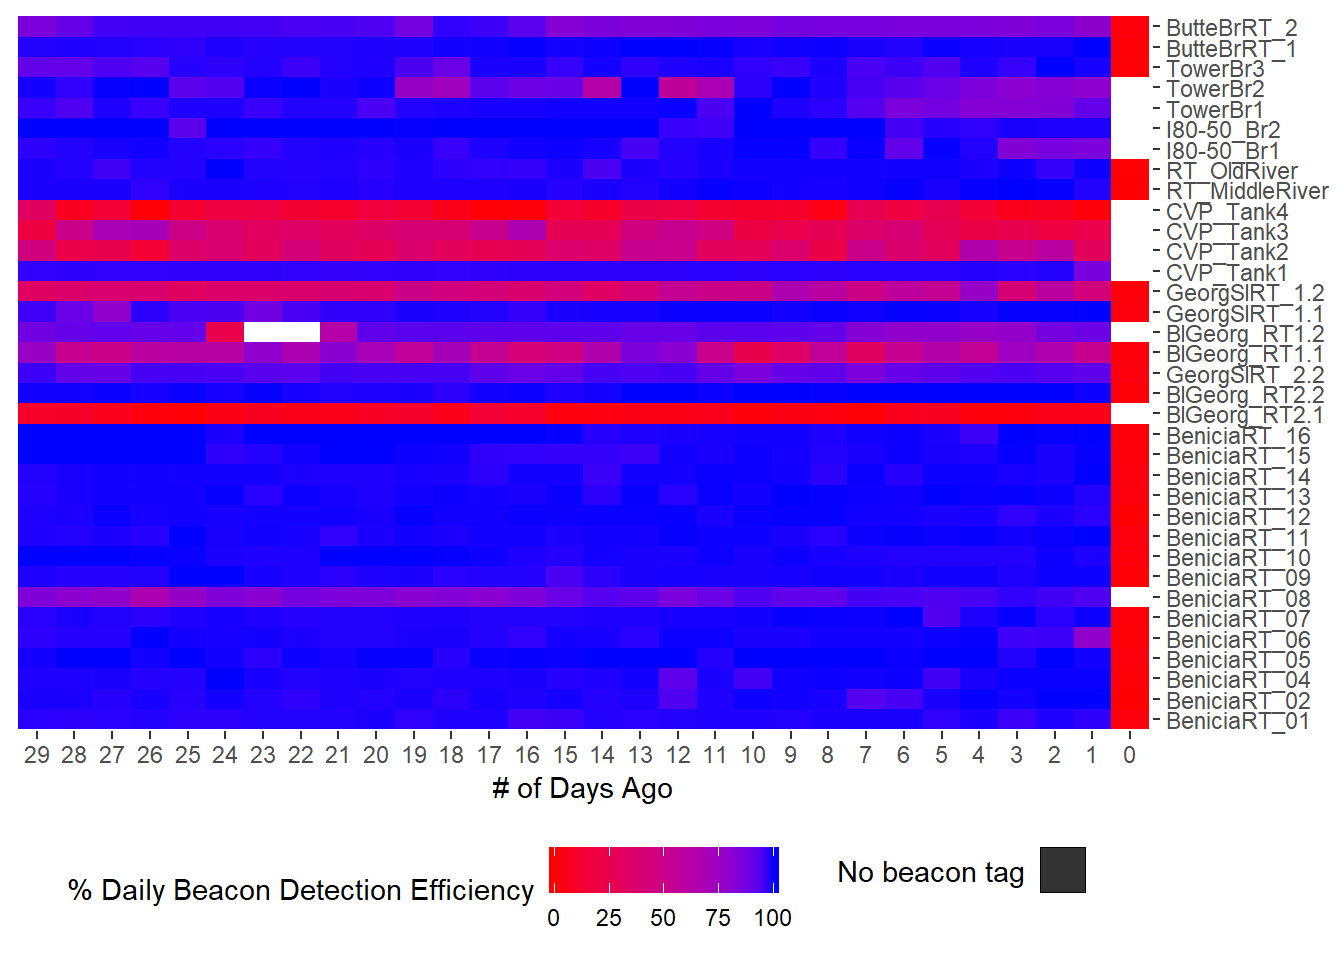 ButteBrRT_2
ButteBrRT_1
TowerBr3
TowerBr2
TowerBr1
I80-50_Br2
I80-50_Br1
RT_OldRiver
RT_MiddleRiver
CVP_Tank4
CVP_Tank3
CVP_Tank2
CVP_Tank1
GeorgSlRT_1.2
GeorgSlRT_1.1
BlGeorg_RT1.2
BlGeorg_RT1.1
GeorgSlRT_2.2
BlGeorg_RT2.2
BlGeorg_RT2.1
BeniciaRT_16
BeniciaRT_15
BeniciaRT_14
BeniciaRT_13
BeniciaRT_12
BeniciaRT_11
BeniciaRT_10
BeniciaRT_09
BeniciaRT_08
BeniciaRT_07
BeniciaRT_06
BeniciaRT_05
BeniciaRT_04
BeniciaRT_02
BeniciaRT_01
29 28 27 26 25 24 23 22 21 20 19 18 17 16 15 14 13 12 11 10 9 8 7 6 5 4 3 2 1 0
# of Days Ago
% Daily Beacon Detection Efficiency
0 25 50 75 100
No beacon tag